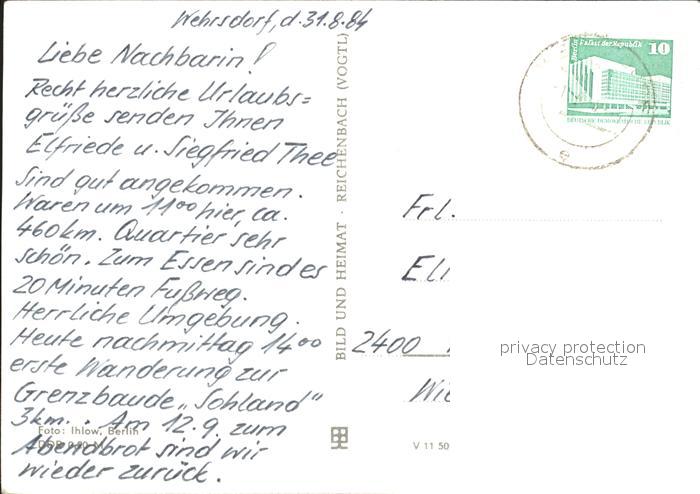 Wehrsdorf, d. 31.8.84
Liebe Nachbarin!
Recht herzliche Urlaubs=
grüße senden Ihnen
Elfriede u. Siegfried Thee
Sind gut angekommen.
Waren um 11⁰⁰ hier, ca.
460 km. Quartier sehr
schön. Zum Essen sind es
20 Minuten Fußweg.
Herrliche Umgebung.
Heute nachmittag 14⁰⁰
erste Wanderung zur
Grenzbaude „Sohland“
3 km. . Am 12.9. zum
Abendbrot sind wir
wieder zurück.
Foto: Ihlow, Berlin
BILD UND HEIMAT · REICHENBACH (VOGTL)
V 11 50
Berlin
Palast der Republik
10
DEUTSCHE DEMOKRATISCHE REPUBLIK
e
Frl.
2400
privacy protection
Datenschutz